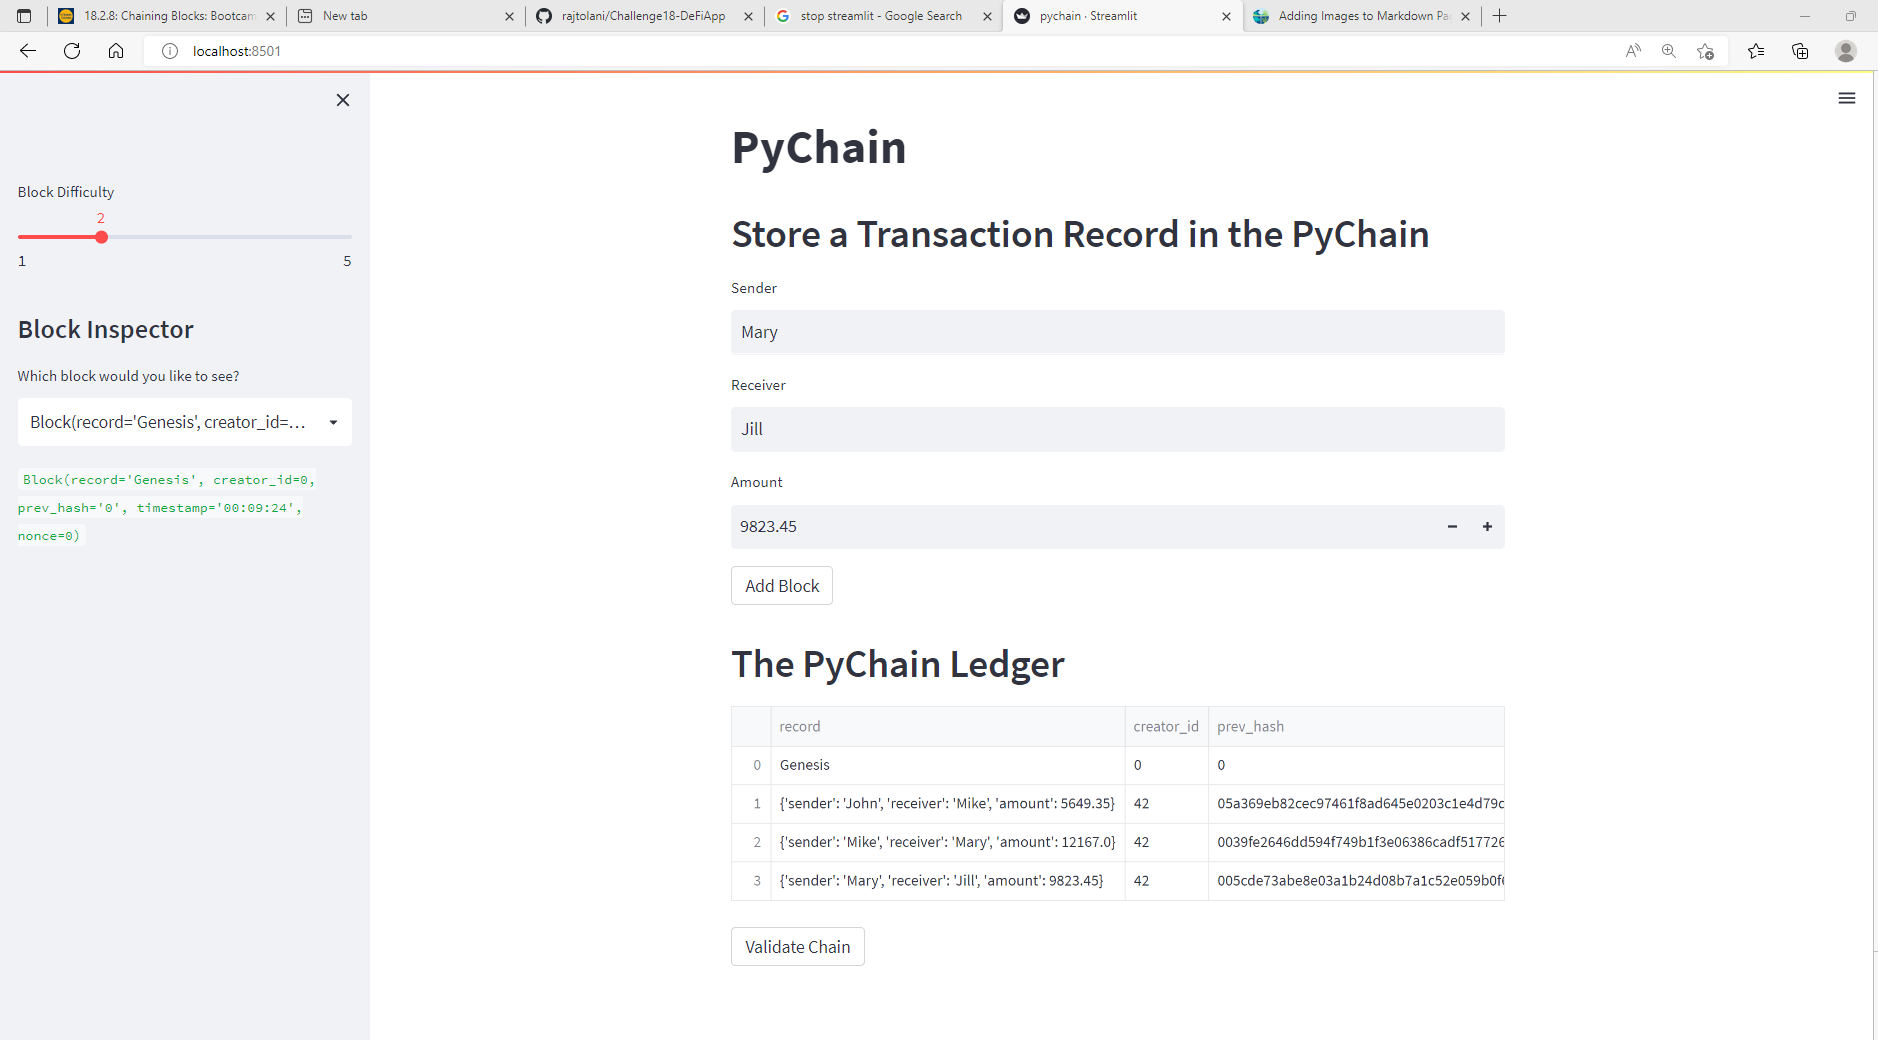 18.2.8: Chaining Blocks: Bootcam
New tab
rajtolani/Challenge18-DeFiApp
stop streamlit - Google Search
pychain · Streamlit
Adding Images to Markdown Pa
localhost:8501
Block Difficulty
2
1 5
Block Inspector
Which block would you like to see?
Block(record='Genesis', creator_id=...
Block(record='Genesis', creator_id=0,
prev_hash='0', timestamp='00:09:24',
nonce=0)
PyChain
Store a Transaction Record in the PyChain
Sender
Mary
Receiver
Jill
Amount
9823.45
Add Block
The PyChain Ledger
record creator_id prev_hash
0 Genesis 0 0
1 {'sender': 'John', 'receiver': 'Mike', 'amount': 5649.35} 42 05a369eb82cec97461f8ad645e0203c1e4d79c
2 {'sender': 'Mike', 'receiver': 'Mary', 'amount': 12167.0} 42 0039fe2646dd594f749b1f3e06386cadf517726
3 {'sender': 'Mary', 'receiver': 'Jill', 'amount': 9823.45} 42 005cde73abe8e03a1b24d08b7a1c52e059b0f6
Validate Chain